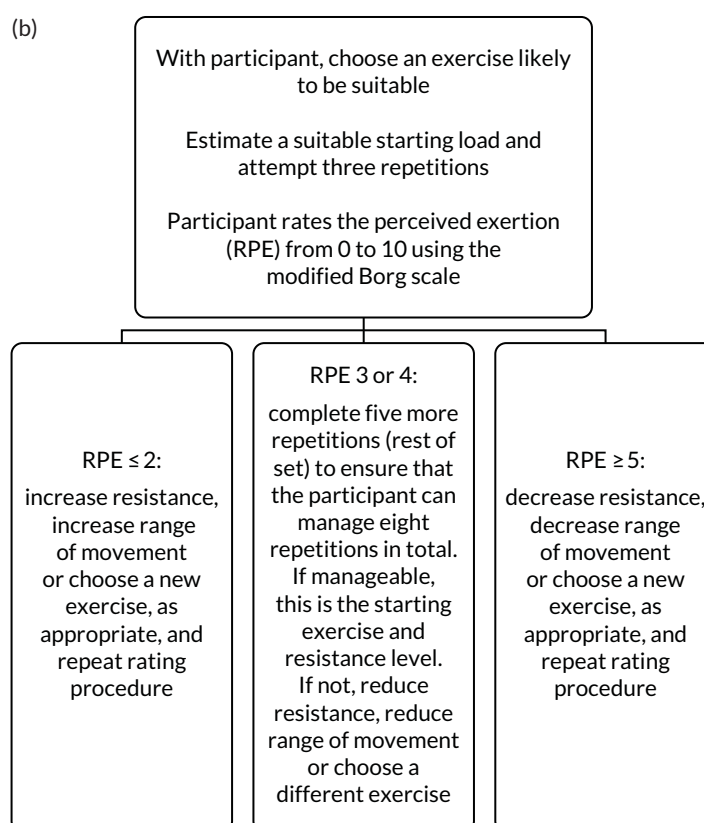 (b)
With participant, choose an exercise likely
to be suitable
Estimate a suitable starting load and
attempt three repetitions
Participant rates the perceived exertion
(RPE) from 0 to 10 using the
modified Borg scale
RPE ≤ 2:
increase resistance,
increase range
of movement
or choose a new
exercise, as
appropriate, and
repeat rating
procedure
RPE 3 or 4:
complete five more
repetitions (rest of
set) to ensure that
the participant can
manage eight
repetitions in total.
If manageable,
this is the starting
exercise and
resistance level.
If not, reduce
resistance, reduce
range of movement
or choose a
different exercise
RPE ≥ 5:
decrease resistance,
decrease range
of movement
or choose a new
exercise, as
appropriate, and
repeat rating
procedure